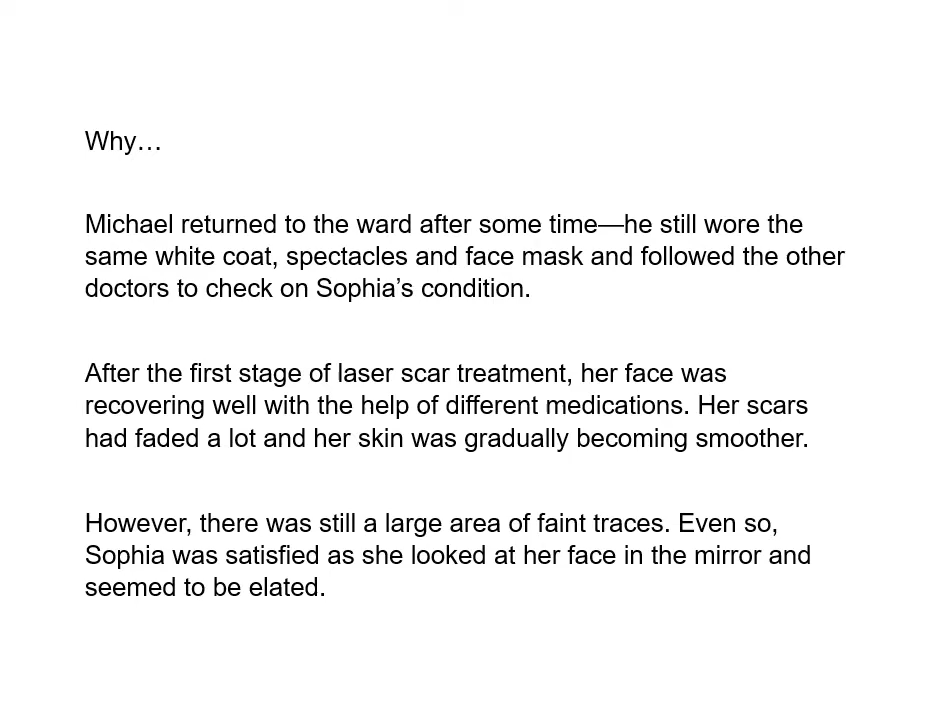 Why…
Michael returned to the ward after some time—he still wore the
same white coat, spectacles and face mask and followed the other
doctors to check on Sophia’s condition.
After the first stage of laser scar treatment, her face was
recovering well with the help of different medications. Her scars
had faded a lot and her skin was gradually becoming smoother.
However, there was still a large area of faint traces. Even so,
Sophia was satisfied as she looked at her face in the mirror and
seemed to be elated.